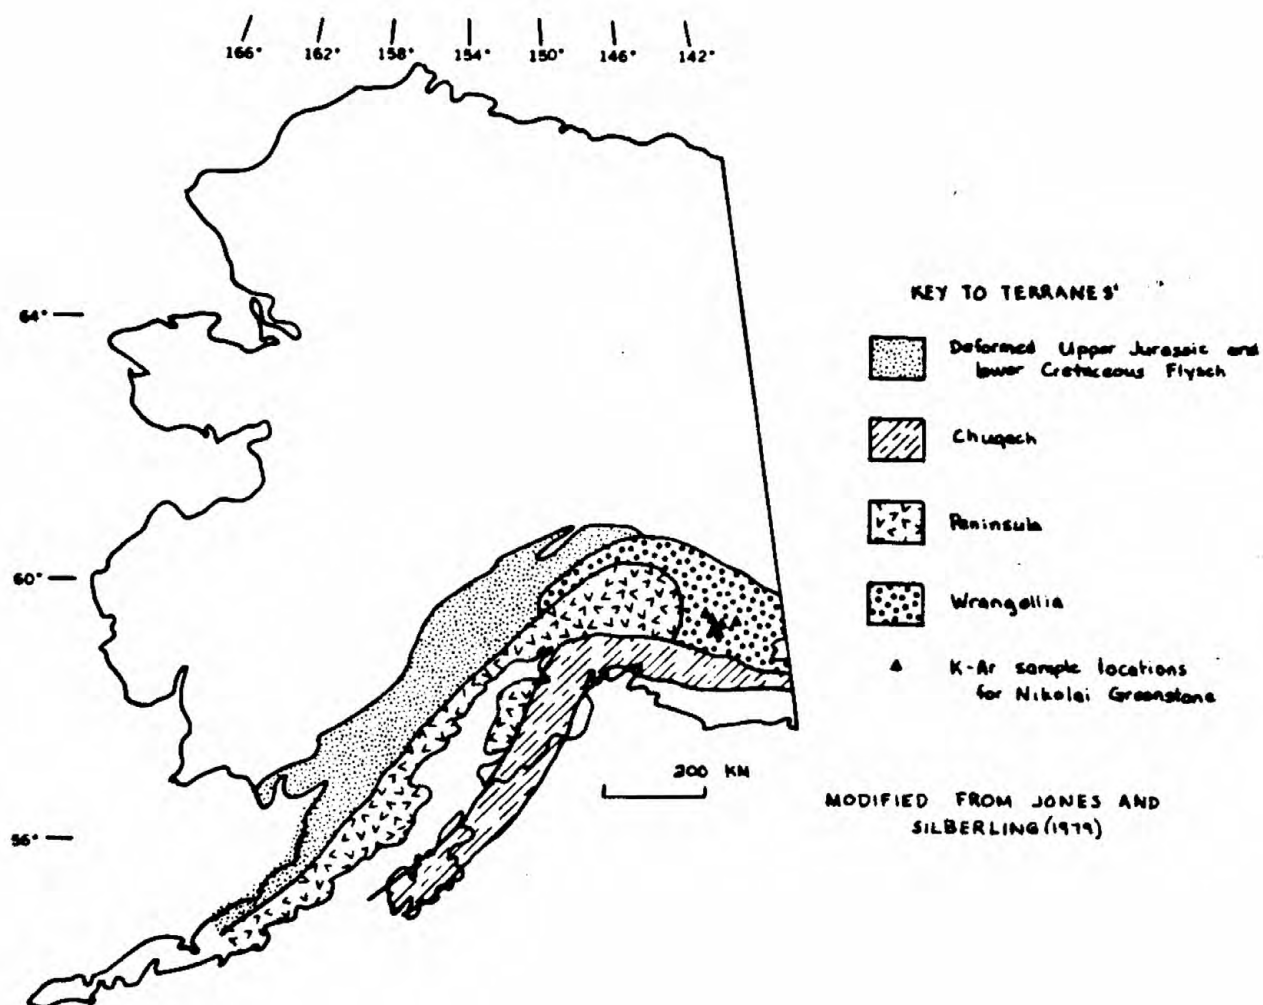 166° 162° 158° 154° 150° 146° 142°
64°
60°
56°
KEY TO TERRANES
Deformed Upper Jurassic and
lower Cretaceous Flysch
Chugach
Peninsula
Wrangellia
K-Ar sample locations
for Nikolai Greenstone
200 KM
MODIFIED FROM JONES AND
SILBERLING (1979)